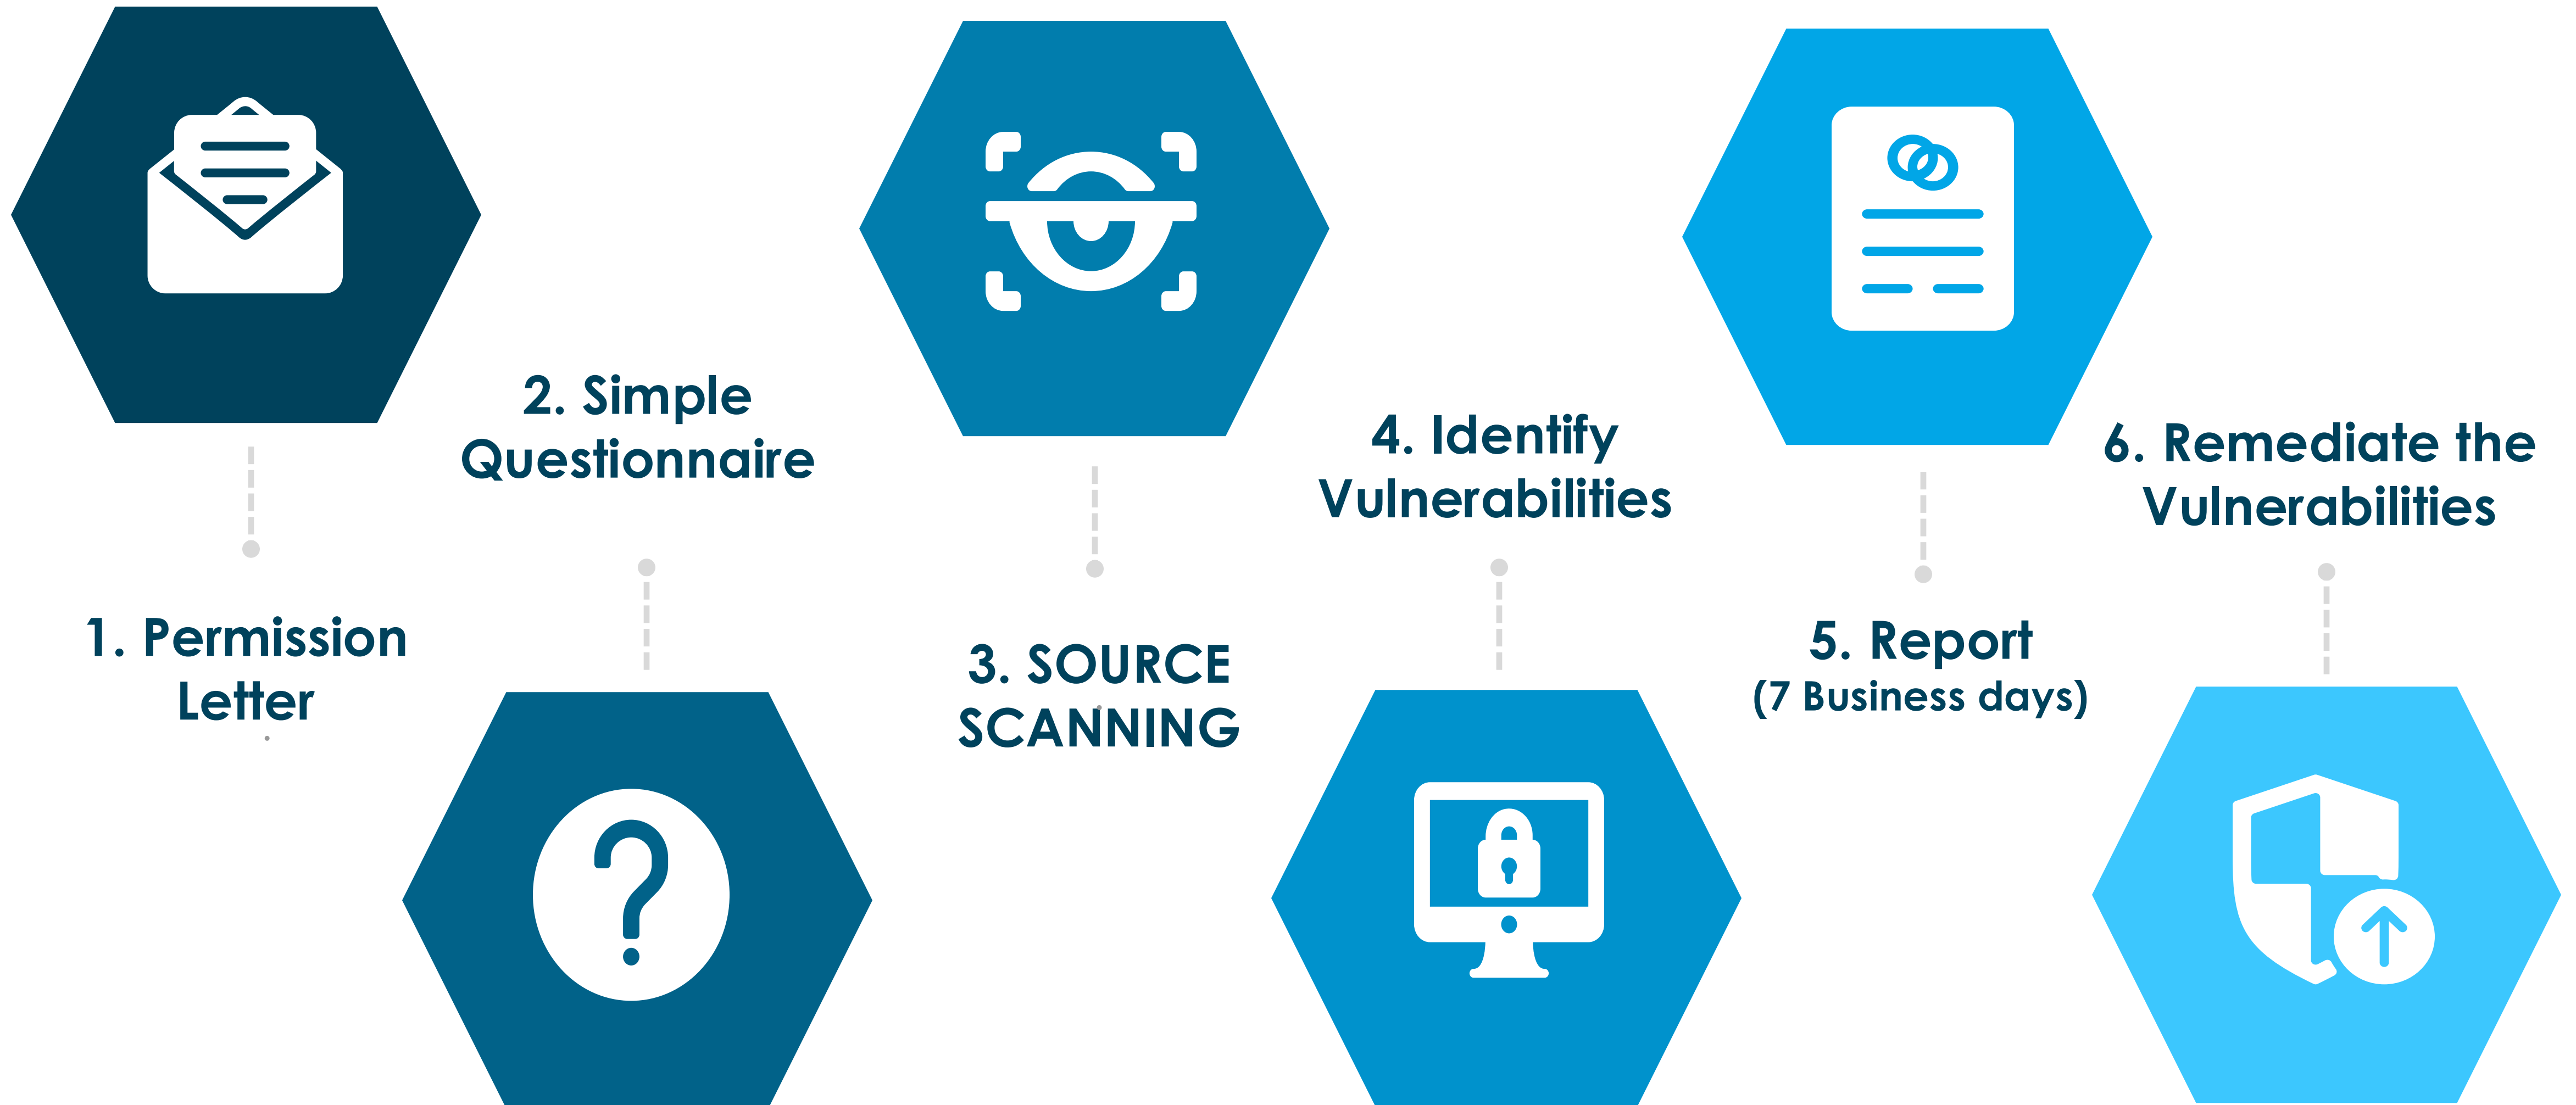 1. Permission
Letter
2. Simple
Questionnaire
3. SOURCE
SCANNING
4. Identify
Vulnerabilities
5. Report
(7 Business days)
6. Remediate the
Vulnerabilities